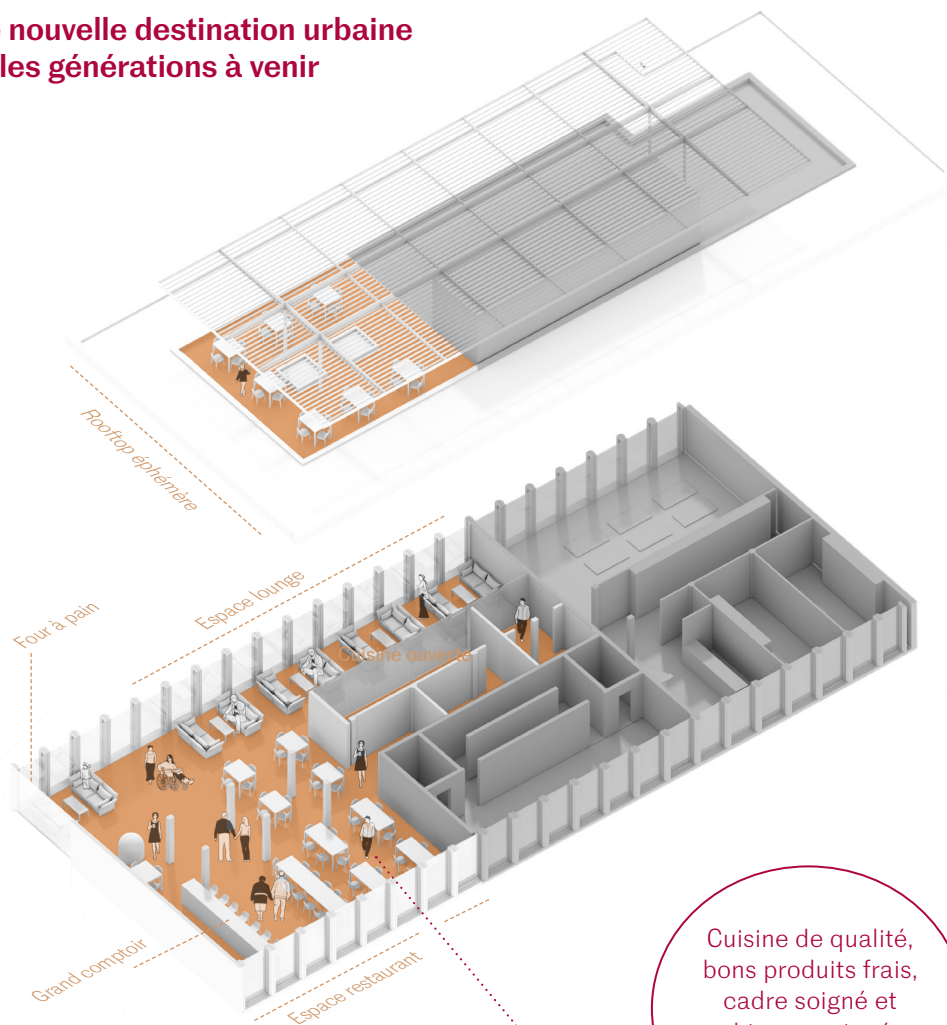 nouvelle destination urbaine
les générations à venir
Rooftop éphémère
Espace lounge
Four à pain
Cuisine ouverte
Grand comptoir
Espace restaurant
Cuisine de qualité,
bons produits frais,
cadre soigné et